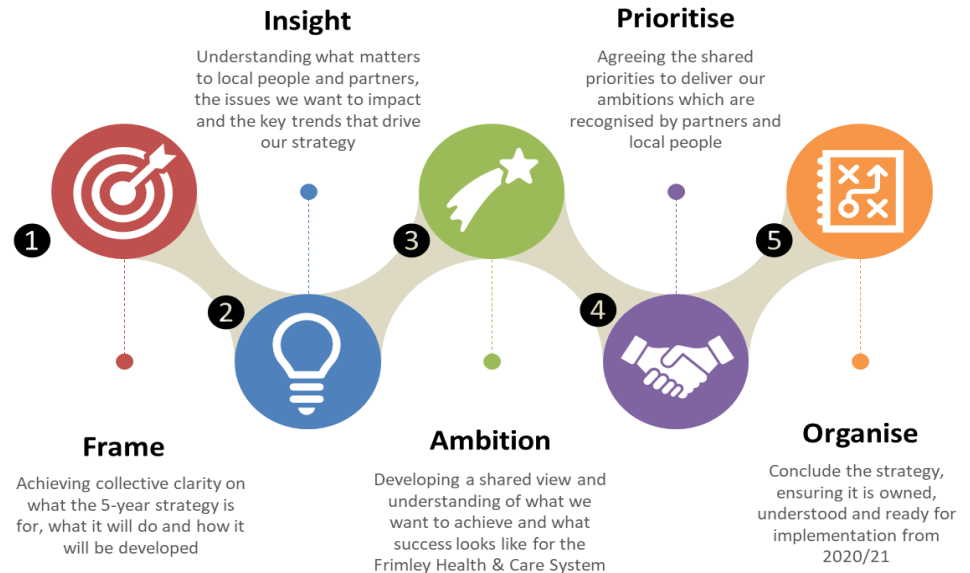 1
Frame
Achieving collective clarity on
what the 5-year strategy is
for, what it will do and how it
will be developed
2
Insight
Understanding what matters
to local people and partners,
the issues we want to impact
and the key trends that drive
our strategy
3
Ambition
Developing a shared view and
understanding of what we
want to achieve and what
success looks like for the
Frimley Health & Care System
4
Prioritise
Agreeing the shared
priorities to deliver our
ambitions which are
recognised by partners and
local people
5
Organise
Conclude the strategy,
ensuring it is owned,
understood and ready for
implementation from
2020/21